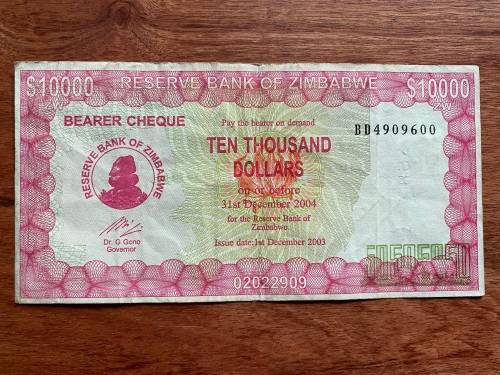 $10000 RESERVE BANK OF ZIMBABWE $10000
ZW ZW
BEARER CHEQUE
Pay the bearer on demand
BD4909600
TEN THOUSAND
DOLLARS
on or before
31st December 2004
for the Reserve Bank of
Zimbabwe
Issue date:1st December 2003
RESERVE BANK OF ZIMBABWE
Dr. G Gono
Governor
02022909